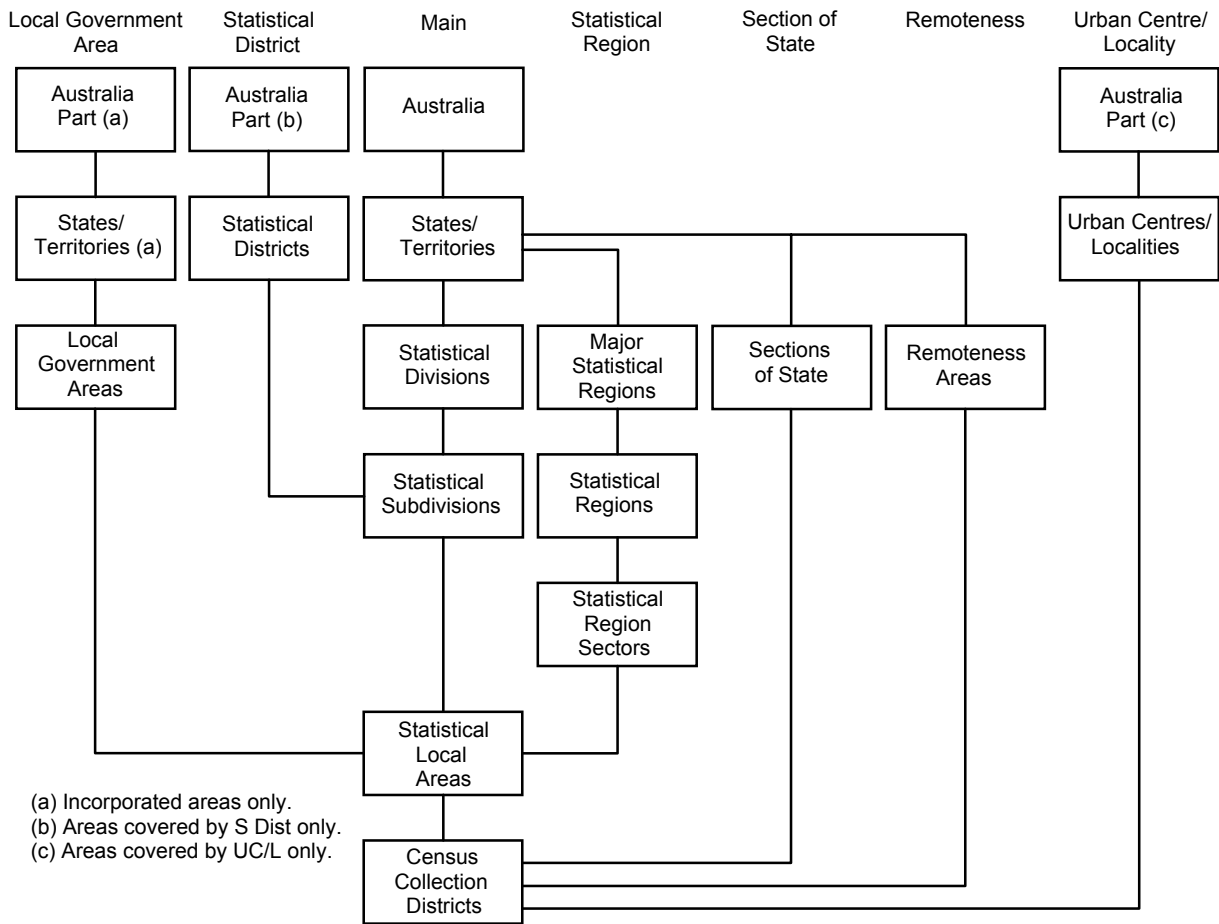 Local Government
Area
Statistical
District
Main
Statistical
Region
Section of
State
Remoteness
Urban Centre/
Locality
Australia
Part (a)
Australia
Part (b)
Australia
Australia
Part (c)
States/
Territories (a)
Statistical
Districts
States/
Territories
Urban Centres/
Localities
Local
Government
Areas
Statistical
Divisions
Major
Statistical
Regions
Sections
of State
Remoteness
Areas
Statistical
Subdivisions
Statistical
Regions
Statistical
Region
Sectors
Statistical
Local
Areas
(a) Incorporated areas only.
(b) Areas covered by S Dist only.
(c) Areas covered by UC/L only.
Census
Collection
Districts